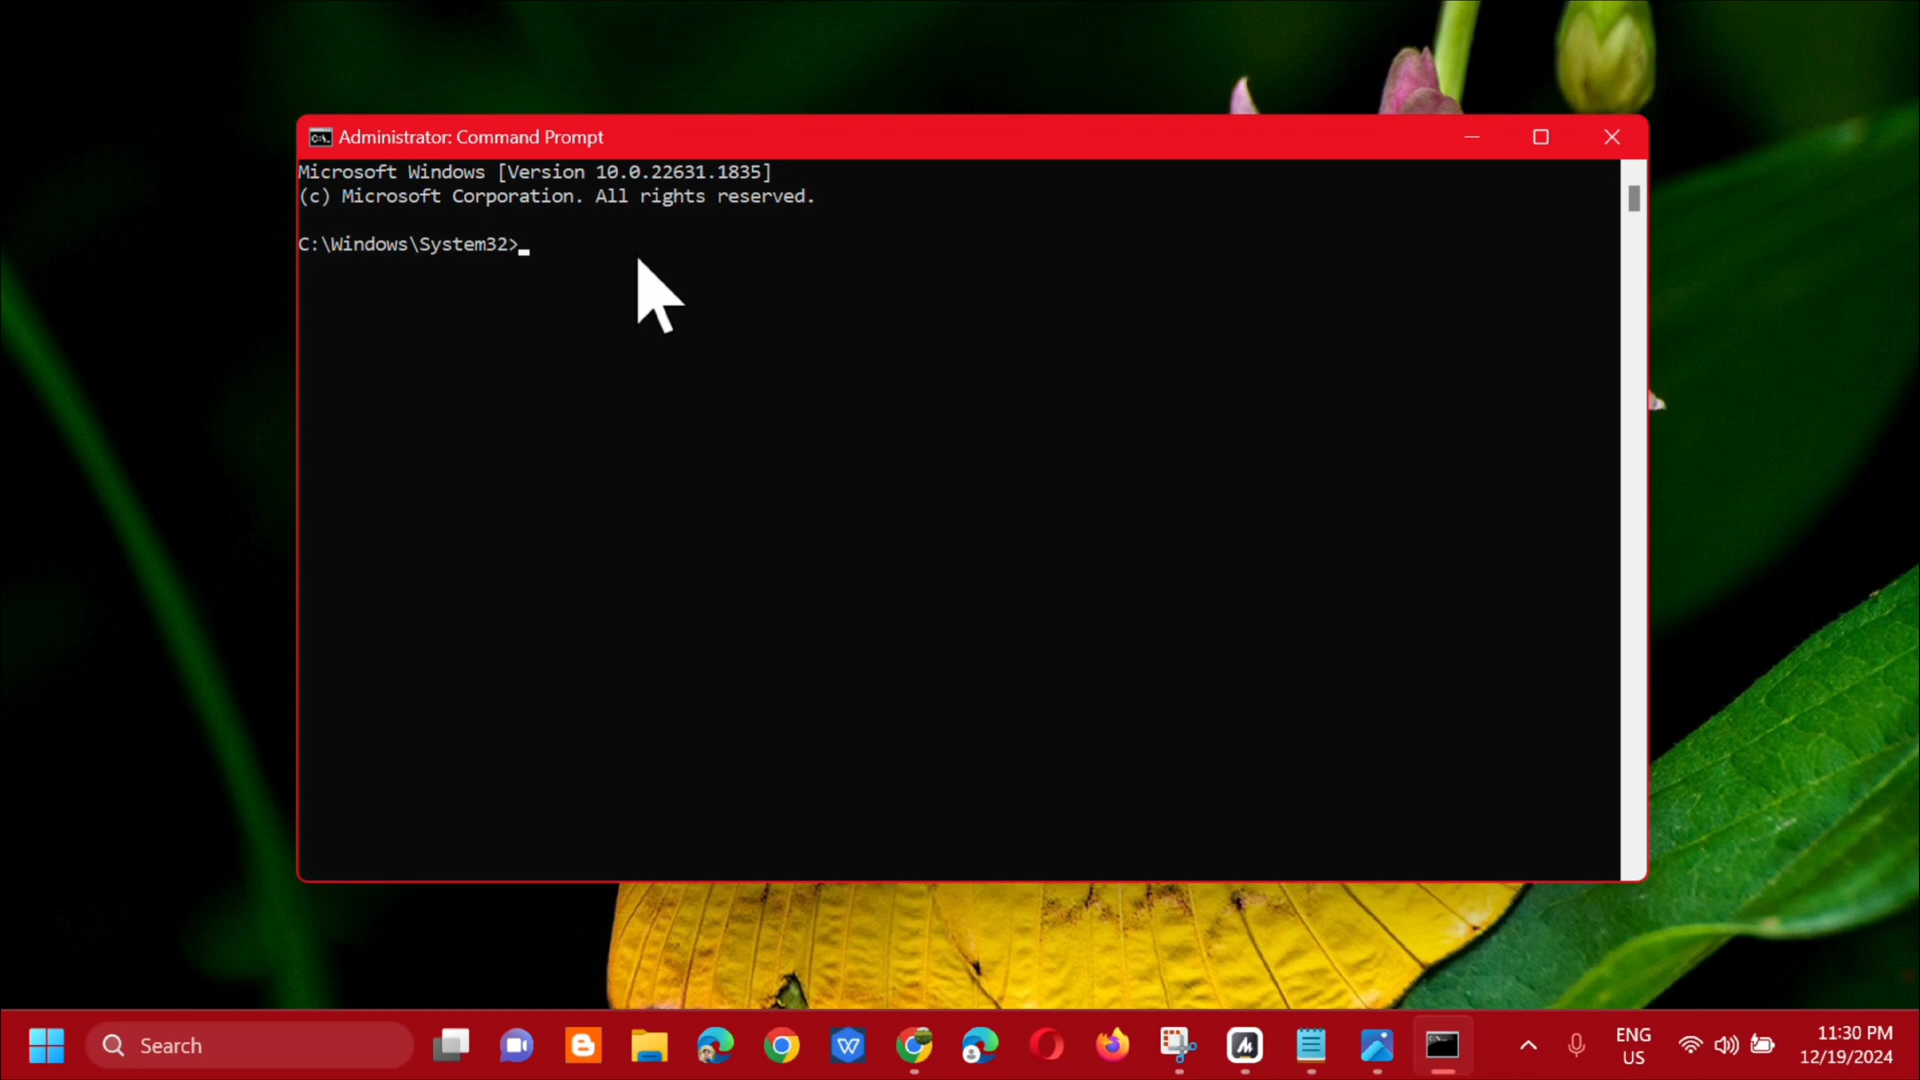 Administrator: Command Prompt
Microsoft Windows [Version 10.0.22631.1835]
(c) Microsoft Corporation. All rights reserved.
C:\Windows\System32>
Search
ENG
US
11:30 PM
12/19/2024